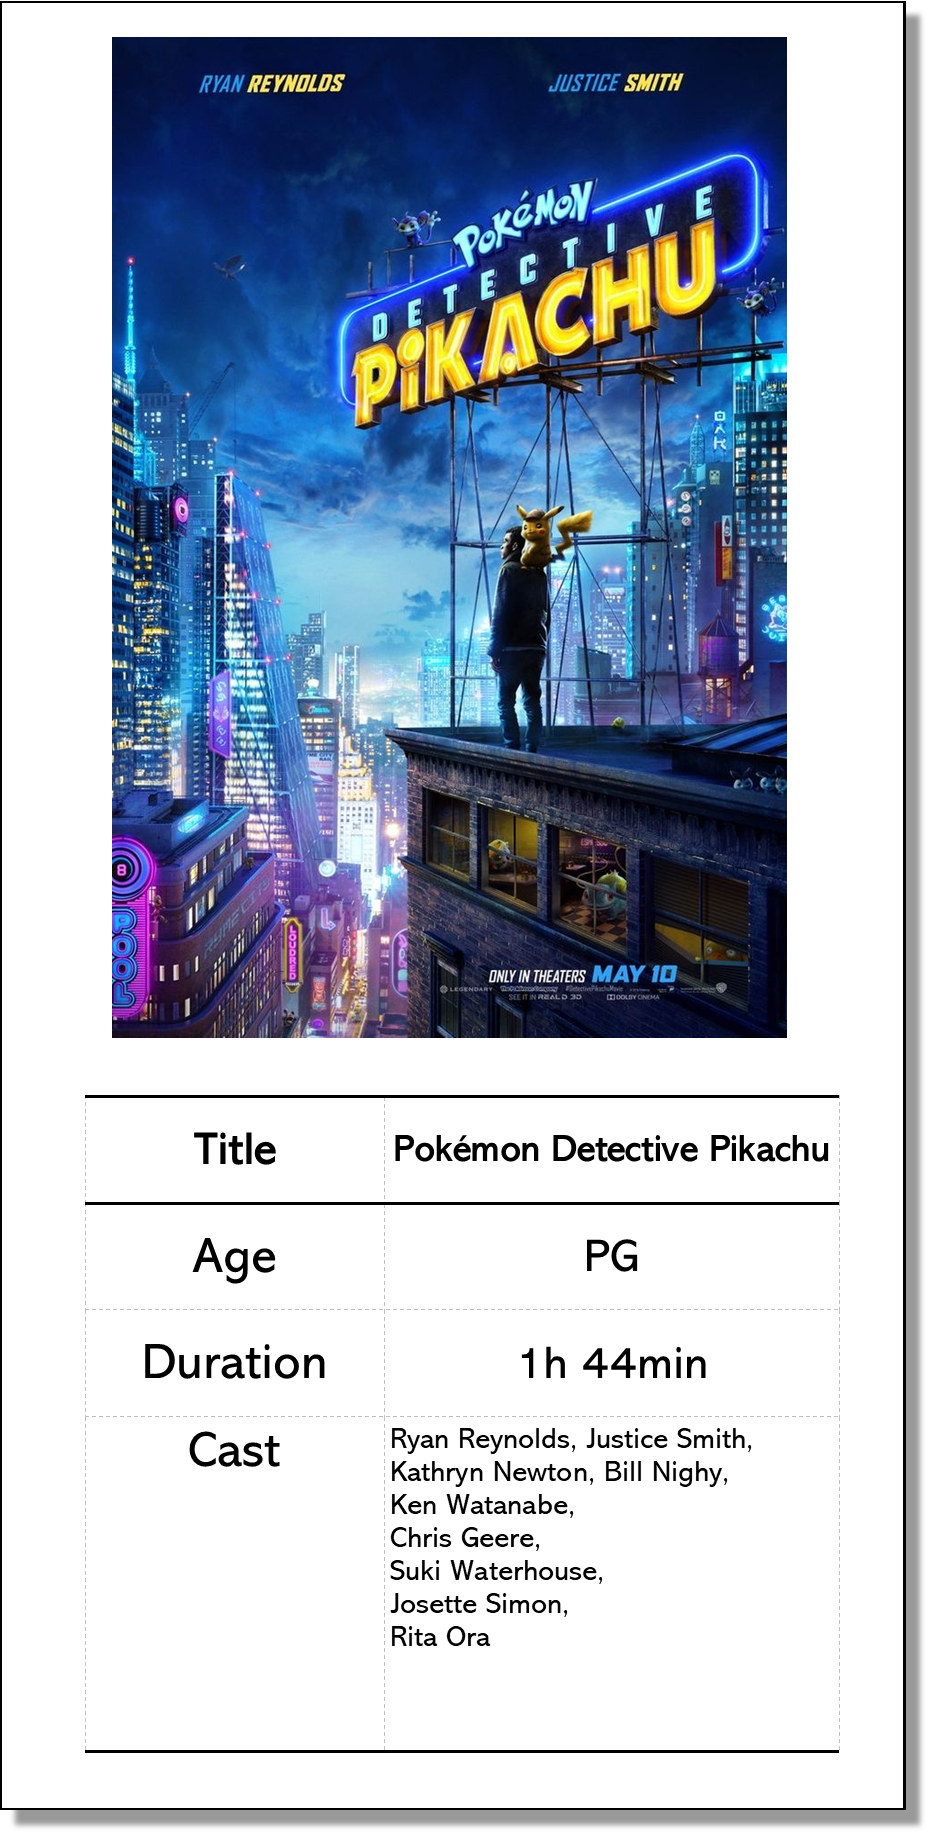 RYAN REYNOLDS
JUSTICE SMITH
POKéMON
DETECTIVE
PIKACHU
8
POOL
LOUDRED
ONLY IN THEATERS MAY 10
LEGENDARY
#DetectivePikachuMovie
SEE IT IN REAL D 3D
DOLBY CINEMA
Title
Pokémon Detective Pikachu
Age
PG
Duration
1h 44min
Cast
Ryan Reynolds, Justice Smith,
Kathryn Newton, Bill Nighy,
Ken Watanabe,
Chris Geere,
Suki Waterhouse,
Josette Simon,
Rita Ora